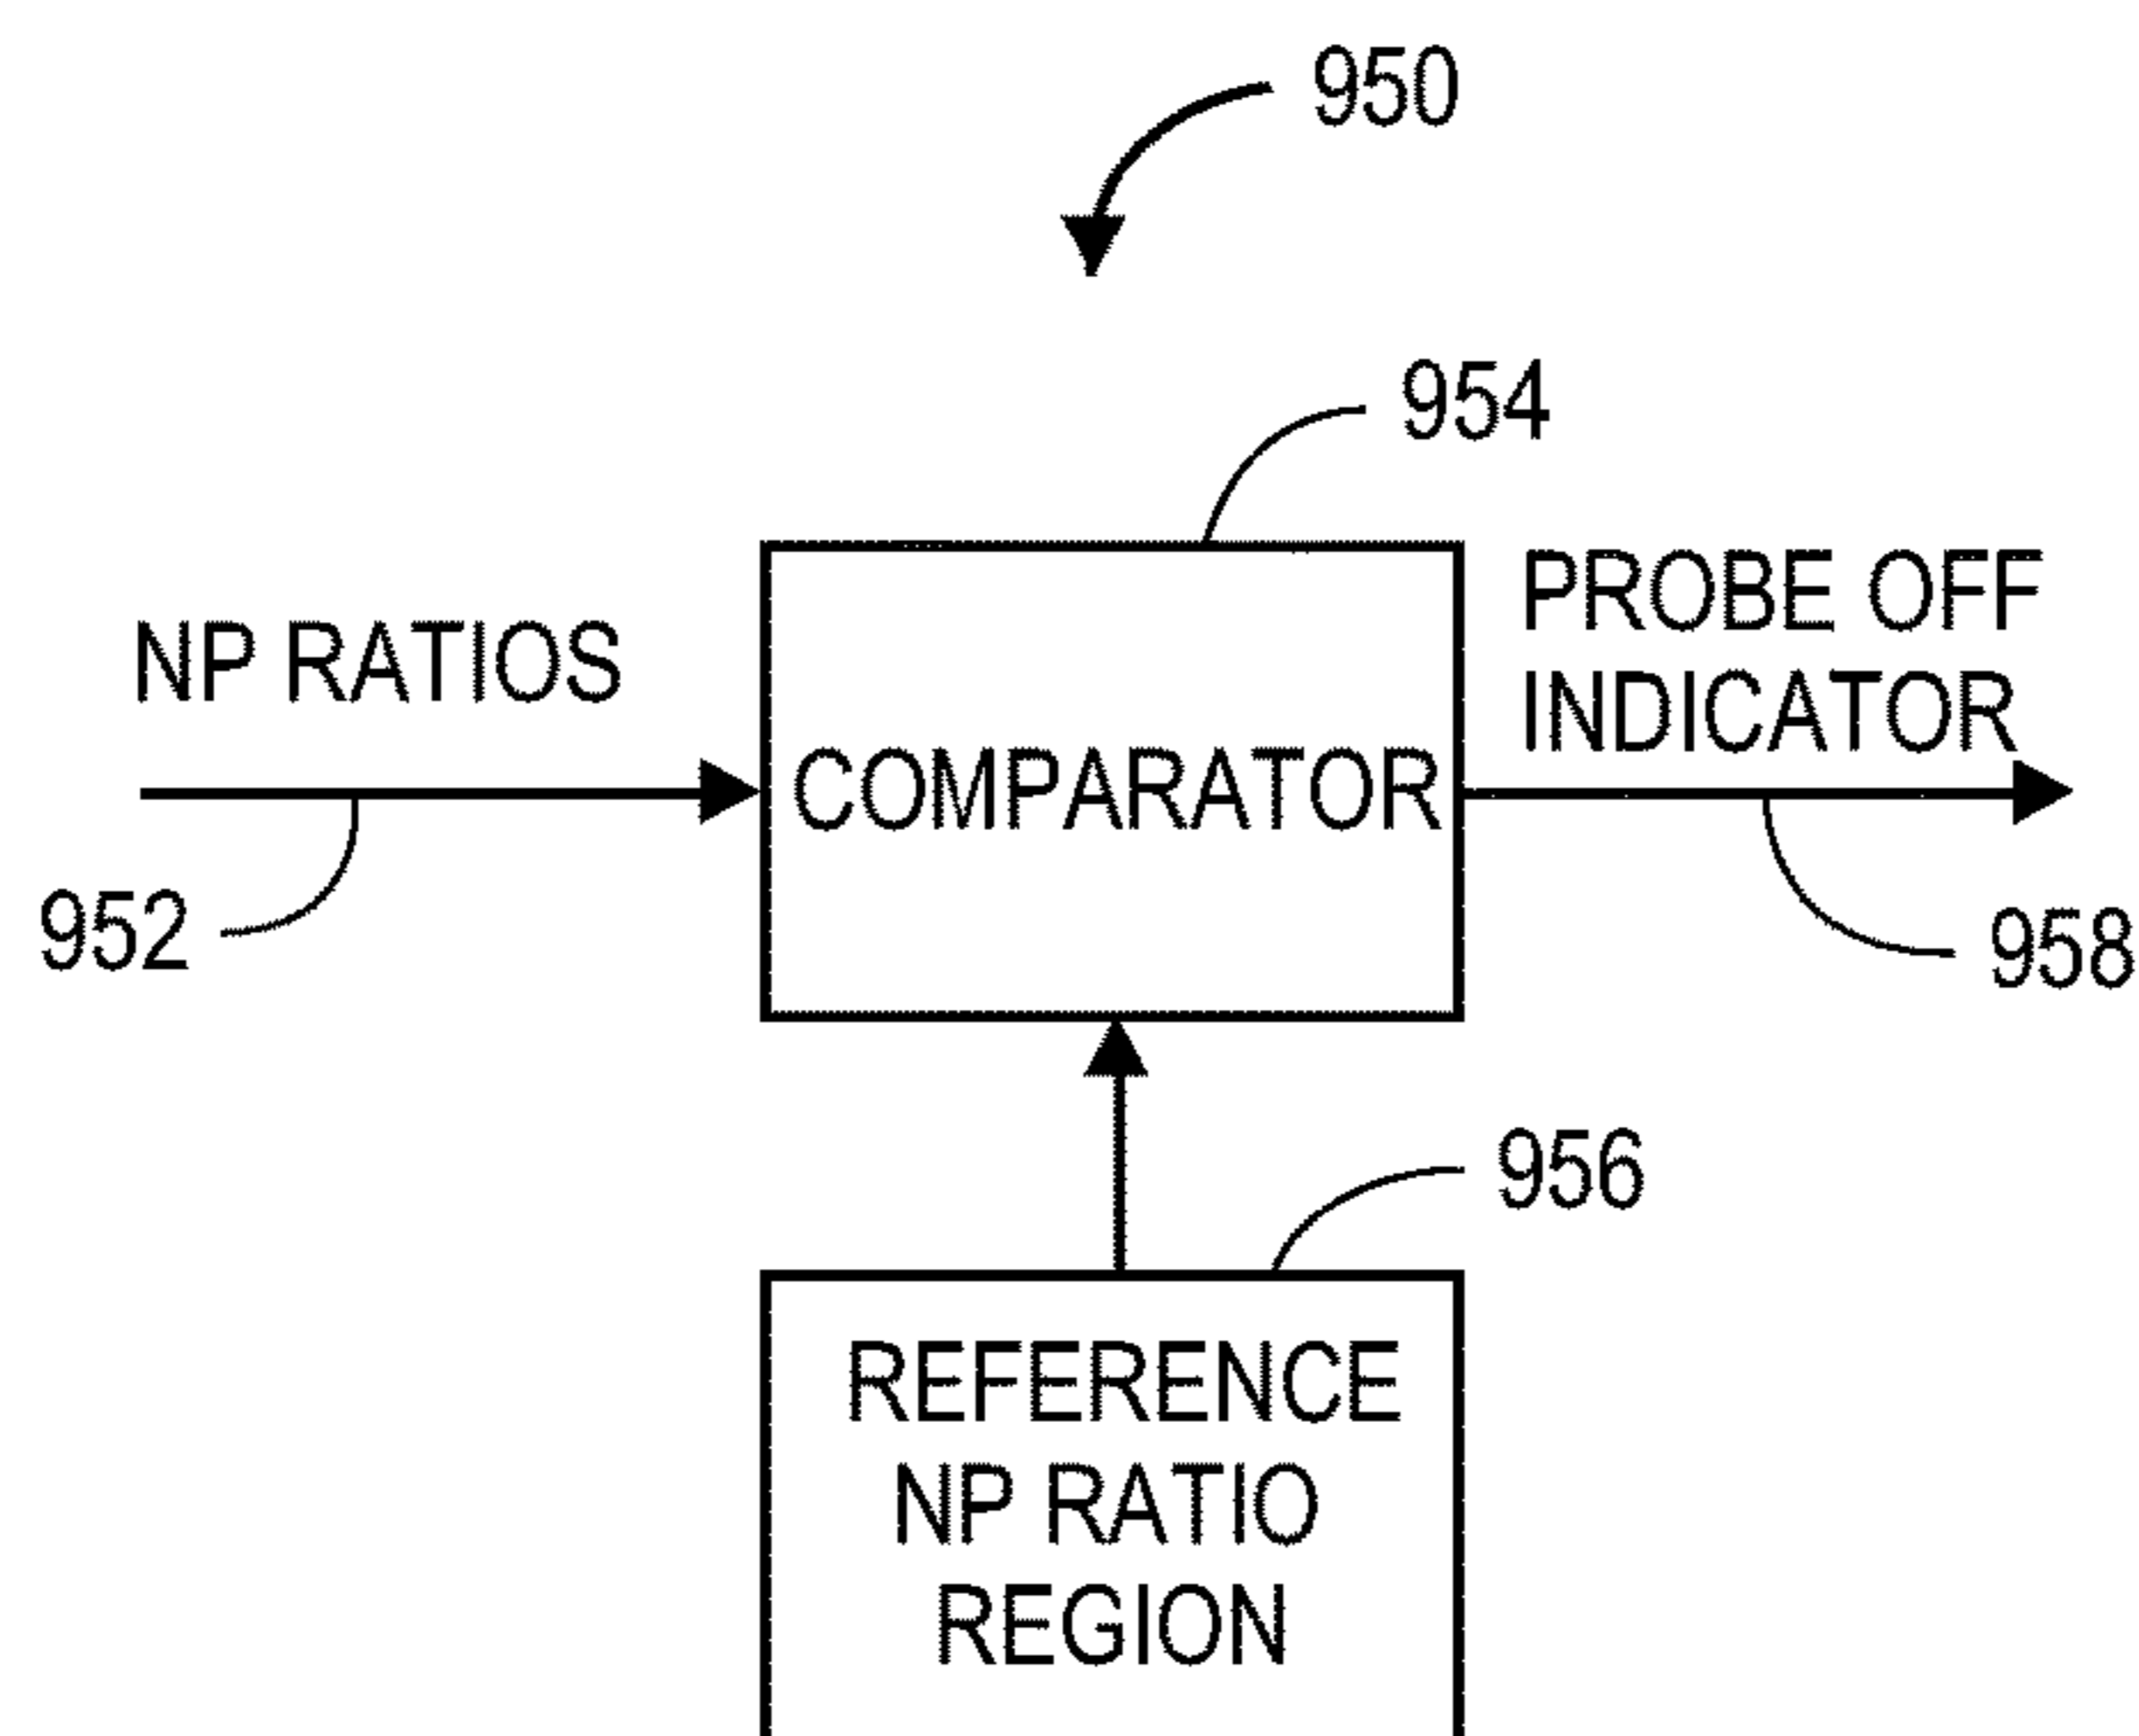 950
954
PROBE OFF
INDICATOR
NP RATIOS
COMPARATOR
952
958
956
REFERENCE
NP RATIO
REGION